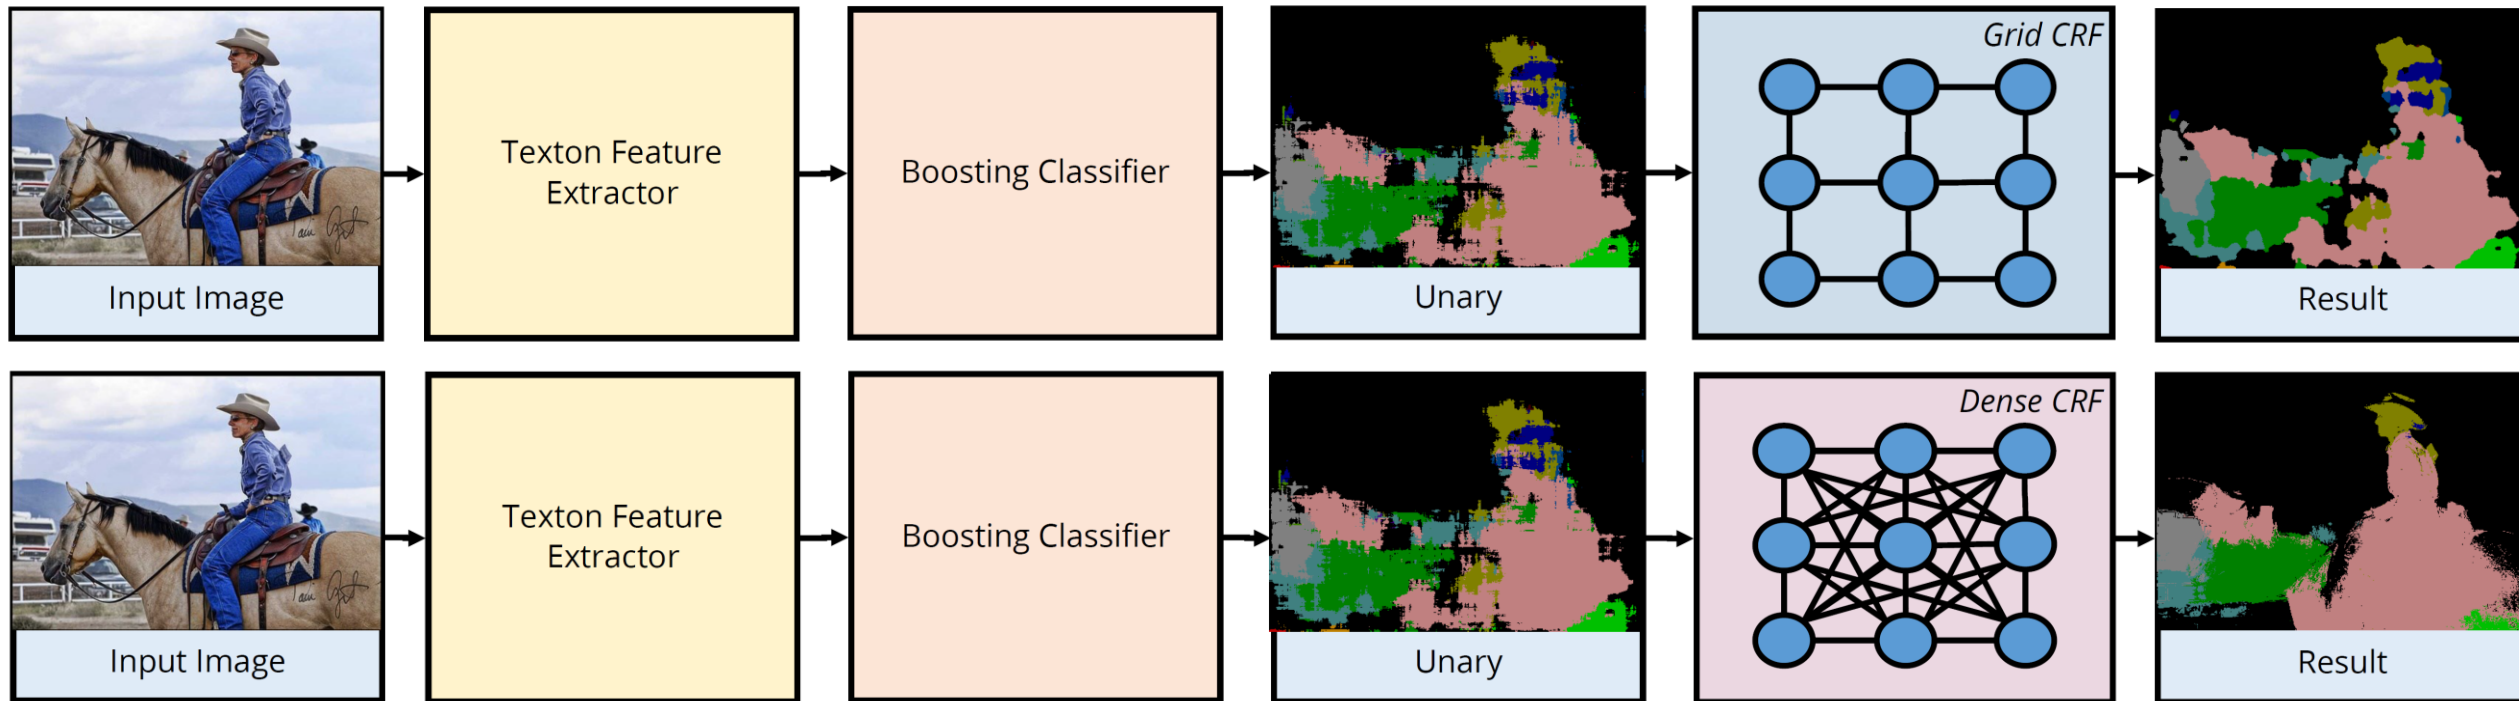 Input Image
Texton Feature
Extractor
Boosting Classifier
Unary
Grid CRF
Result
Input Image
Texton Feature
Extractor
Boosting Classifier
Unary
Dense CRF
Result